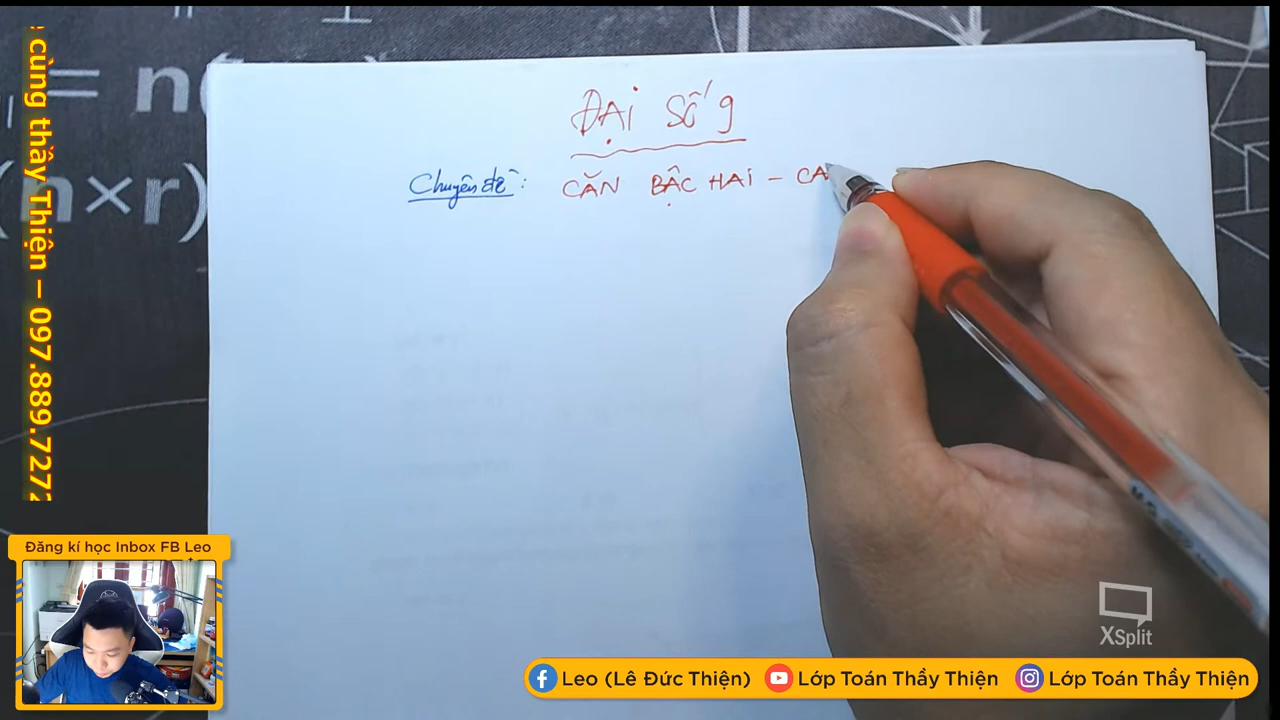 ĐẠI SỐ 9
Chuyên đề: CĂN BẬC HAI - CA
= n(
(n×r)
cùng thầy Thiện – 097.889.7272
Đăng kí học Inbox FB Leo
XSplit
Leo (Lê Đức Thiện) Lớp Toán Thầy Thiện Lớp Toán Thầy Thiện